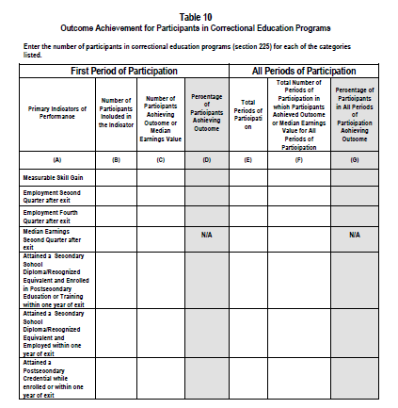 Table 10
Outcome Achievement for Participants in Correctional Education Programs
Enter the number of participants in correctional education programs (section 225) for each of the categories
listed.
First Period of Participation
All Periods of Participation
Primary Indicators of
Performance
Number of
Participants
Included in
the Indicator
Number of
Participants
Achieving
Outcome or
Median
Earnings Value
Percentage
of
Participants
Achieving
Outcome
Total
Periods of
Participati
on
Total Number of
Periods of
Participation in
which Participants
Achieved Outcome
or Median Earnings
Value for All
Periods of
Participation
Percentage of
Participants
in All Periods
of
Participation
Achieving
Outcome
(A)
(B)
(C)
(D)
(E)
(F)
(G)
Measurable Skill Gain
Employment Second
Quarter after exit
Employment Fourth
Quarter after exit
Median Earnings
Second Quarter after
exit
N/A
N/A
Attained a Secondary
School
Diploma/Recognized
Equivalent and Enrolled
in Postsecondary
Education or Training
within one year of exit
Attained a Secondary
School
Diploma/Recognized
Equivalent and
Employed within one
year of exit
Attained a
Postsecondary
Credential while
enrolled or within one
year of exit